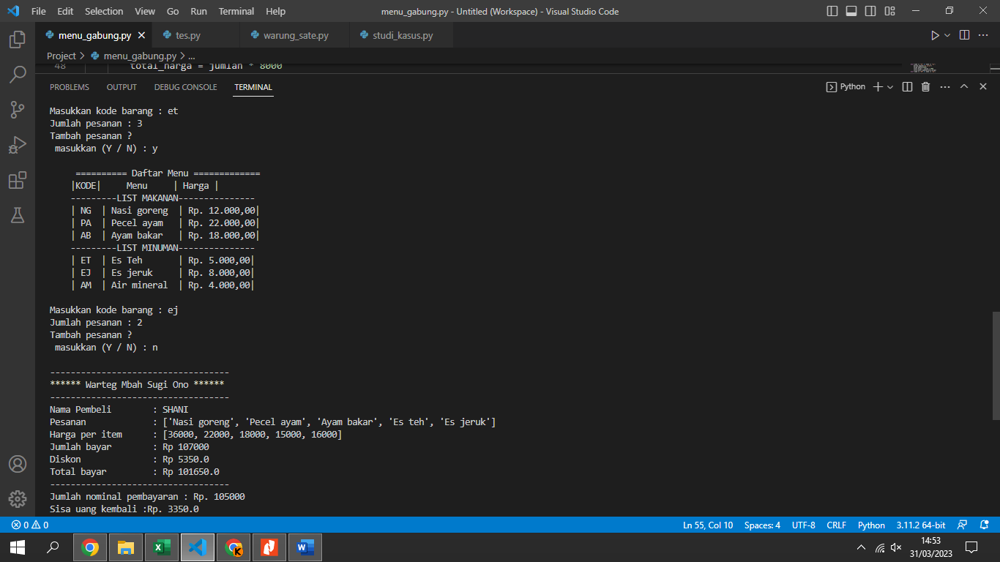 File Edit Selection View Go Run Terminal Help menu_gabung.py - Untitled (Workspace) - Visual Studio Code
menu_gabung.py tes.py warung_sate.py studi_kasus.py
Project > menu_gabung.py > ...
48 total_harga = jumlah * 8000
PROBLEMS OUTPUT DEBUG CONSOLE TERMINAL Python
Masukkan kode barang : et
Jumlah pesanan : 3
Tambah pesanan ?
masukkan (Y / N) : y
========== Daftar Menu =============
|KODE|     Menu     | Harga |
---------LIST MAKANAN---------------
| NG  | Nasi goreng  | Rp. 12.000,00|
| PA  | Pecel ayam   | Rp. 22.000,00|
| AB  | Ayam bakar   | Rp. 18.000,00|
---------LIST MINUMAN---------------
| ET  | Es Teh       | Rp. 5.000,00|
| EJ  | Es jeruk     | Rp. 8.000,00|
| AM  | Air mineral  | Rp. 4.000,00|
Masukkan kode barang : ej
Jumlah pesanan : 2
Tambah pesanan ?
masukkan (Y / N) : n
-----------------------------------
****** Warteg Mbah Sugi Ono ******
-----------------------------------
Nama Pembeli        : SHANI
Pesanan             : ['Nasi goreng', 'Pecel ayam', 'Ayam bakar', 'Es teh', 'Es jeruk']
Harga per item      : [36000, 22000, 18000, 15000, 16000]
Jumlah bayar        : Rp 107000
Diskon              : Rp 5350.0
Total bayar         : Rp 101650.0
-----------------------------------
Jumlah nominal pembayaran : Rp. 105000
Sisa uang kembali :Rp. 3350.0
0 0 Ln 55, Col 10 Spaces: 4 UTF-8 CRLF Python 3.11.2 64-bit
14:53
31/03/2023